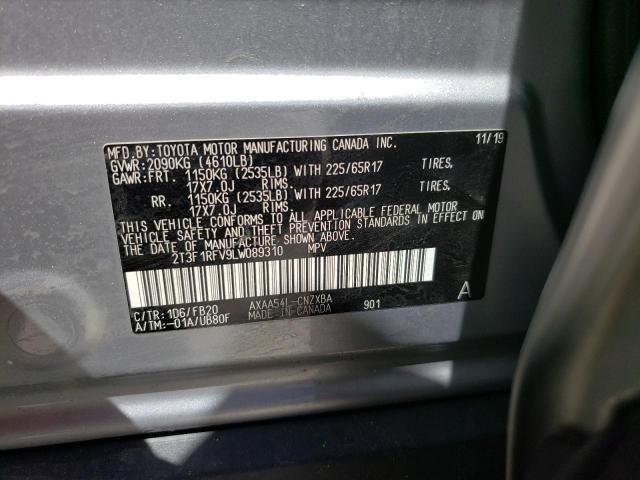 MFD.BY:TOYOTA MOTOR MANUFACTURING CANADA INC. 11/19
GVWR:2090KG (4610LB)
GAWR:FRT. 1150KG (2535LB) WITH 225/65R17 TIRES,
17X7.0J RIMS.
RR. 1150KG (2535LB) WITH 225/65R17 TIRES,
17X7.0J RIMS.
THIS VEHICLE CONFORMS TO ALL APPLICABLE FEDERAL MOTOR
VEHICLE SAFETY AND THEFT PREVENTION STANDARDS IN EFFECT ON
THE DATE OF MANUFACTURE SHOWN ABOVE.
2T3F1RFV9LW089310 MPV
C/TR:1D6/FB20 AXAA54L-CNZXBA A
A/TM:-01A/UB80F MADE IN CANADA 901